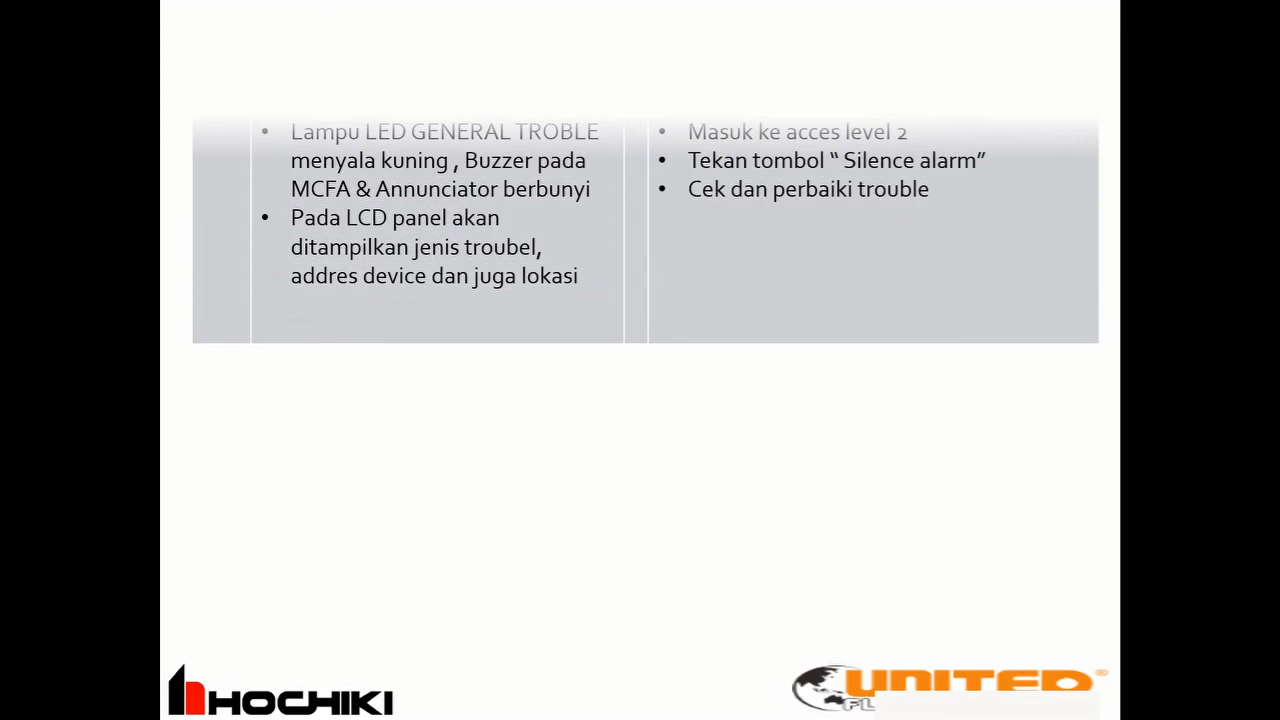 • Lampu LED GENERAL TROBLE
menyala kuning , Buzzer pada
MCFA & Annunciator berbunyi
• Pada LCD panel akan
ditampilkan jenis troubel,
addres device dan juga lokasi
• Masuk ke acces level 2
• Tekan tombol “ Silence alarm”
• Cek dan perbaiki trouble
HOCHIKI
UNITED®